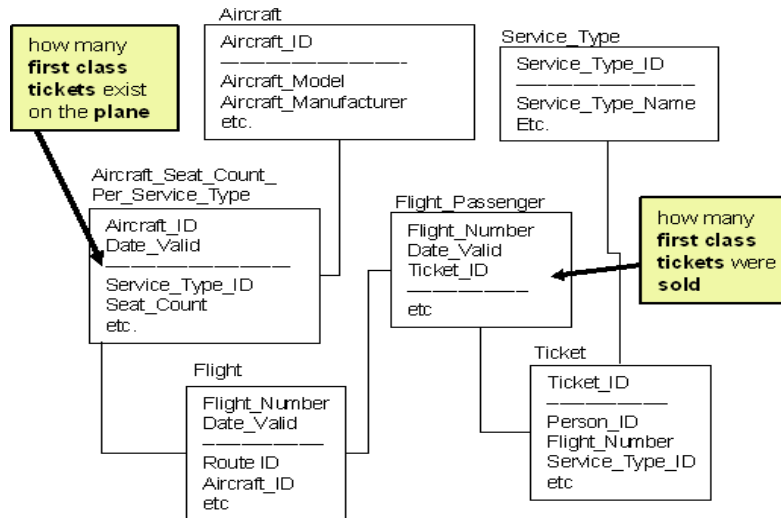 Aircraft
how many
first class
tickets exist
on the plane
Aircraft_ID
Aircraft_Model
Aircraft_Manufacturer
etc.
Service_Type
Service_Type_ID
Service_Type_Name
Etc.
Aircraft_Seat_Count_
Per_Service_Type
Aircraft_ID
Date_Valid
Service_Type_ID
Seat_Count
etc.
Flight_Passenger
Flight_Number
Date_Valid
Ticket_ID
etc
how many
first class
tickets were
sold
Flight
Flight_Number
Date_Valid
Route ID
Aircraft_ID
etc
Ticket
Ticket_ID
Person_ID
Flight_Number
Service_Type_ID
etc